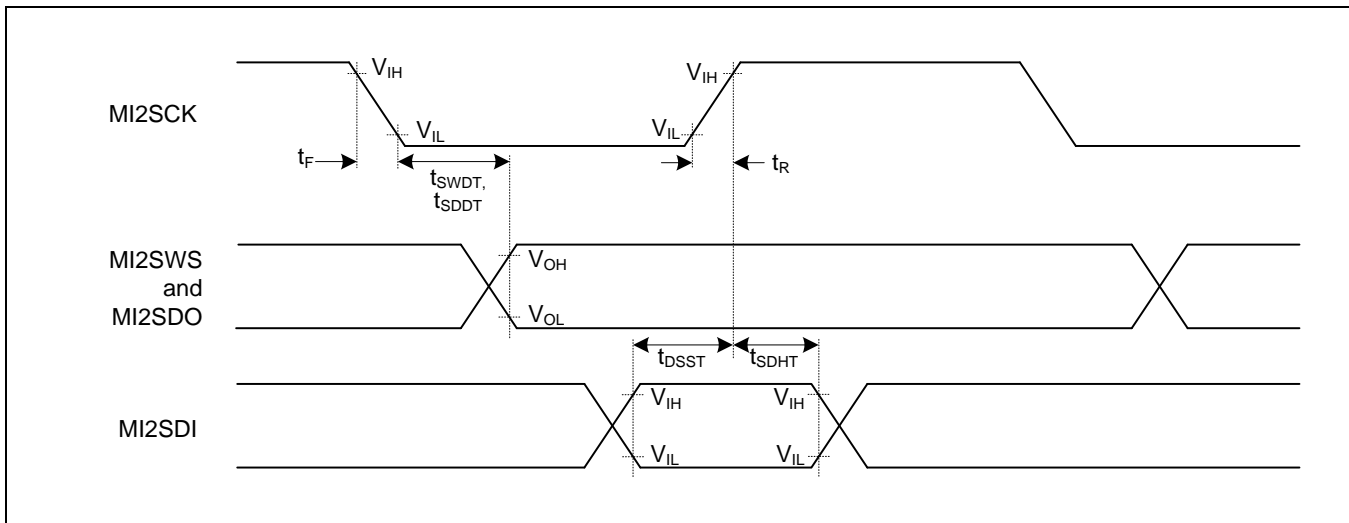 MI2SCK
VIH
VIL
tF
tSWDT,
tSDDT
VIH
VIL
tR
MI2SWS
and
MI2SDO
VOH
VOL
tDSST
tSDHT
MI2SDI
VIH
VIL
VIH
VIL